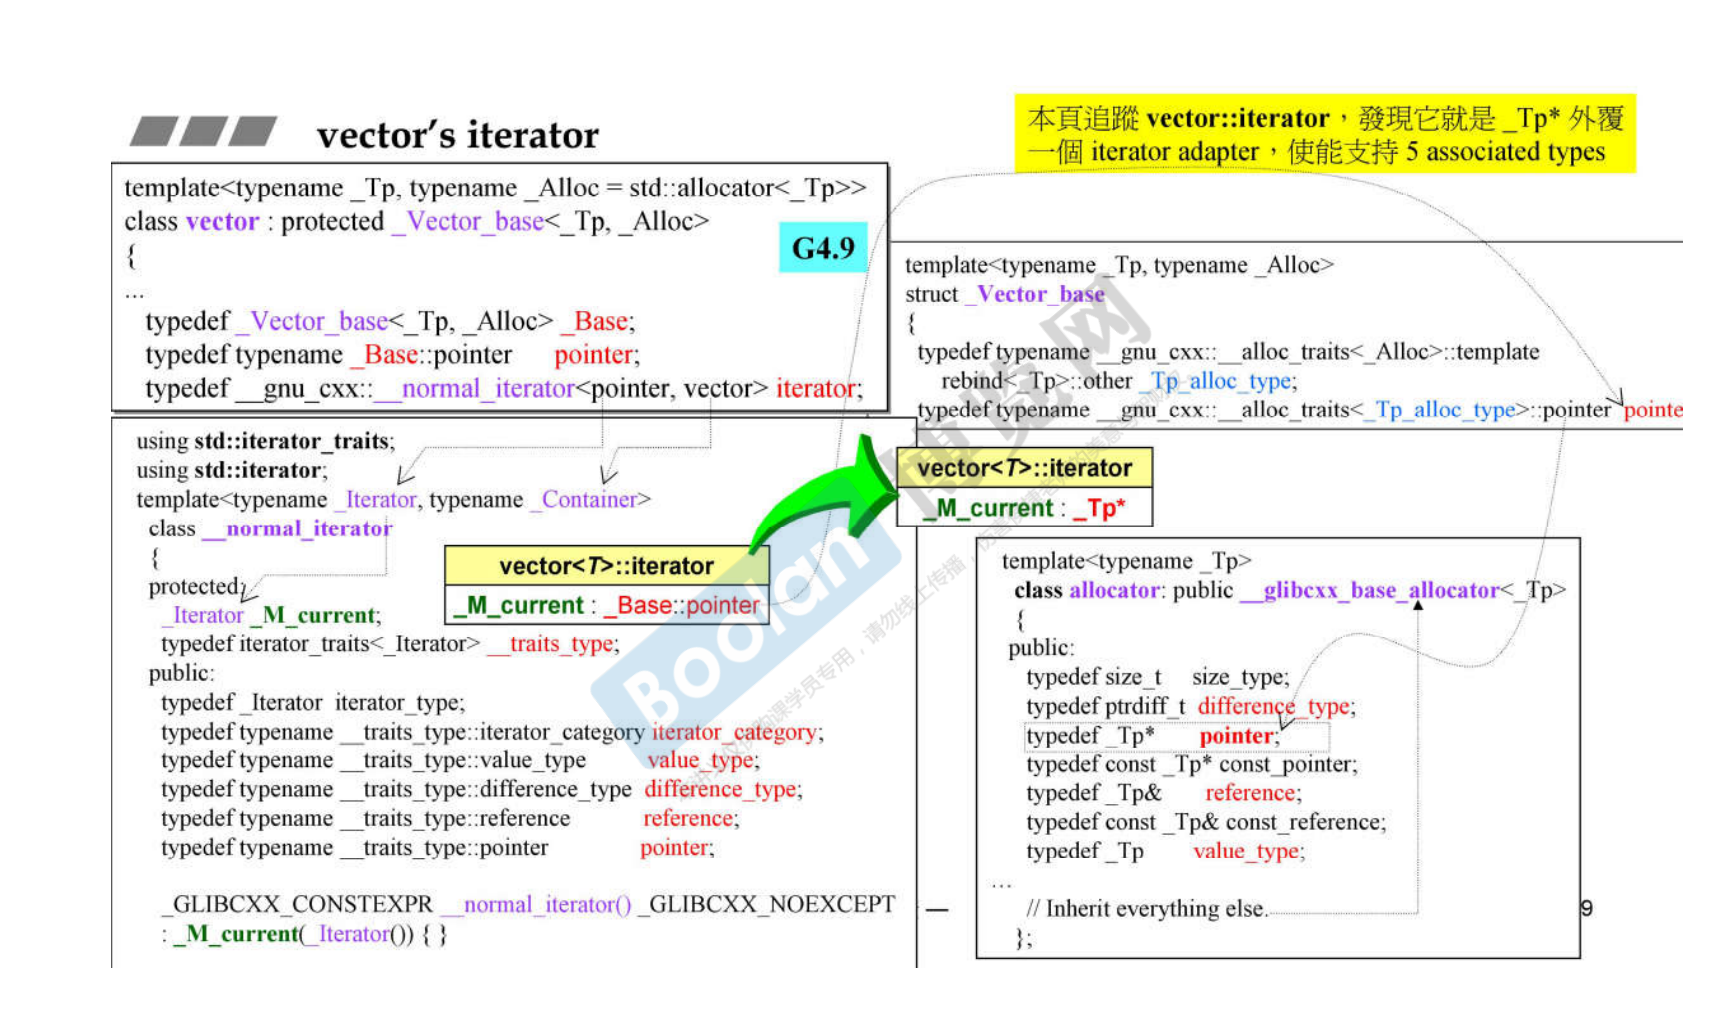 本頁追蹤 vector::iterator，發現它就是 _Tp* 外覆
一個 iterator adapter，使能支持 5 associated types
vector's iterator
template<typename _Tp, typename _Alloc = std::allocator<_Tp>>
class vector : protected _Vector_base<_Tp, _Alloc>
{
...
typedef _Vector_base<_Tp, _Alloc> _Base;
typedef typename _Base::pointer pointer;
typedef __gnu_cxx::__normal_iterator<pointer, vector> iterator;
G4.9
template<typename _Tp, typename _Alloc>
struct _Vector_base
{
typedef typename __gnu_cxx::__alloc_traits<_Alloc>::template
rebind<_Tp>::other _Tp_alloc_type;
typedef typename __gnu_cxx::__alloc_traits<_Tp_alloc_type>::pointer pointe
using std::iterator_traits;
using std::iterator;
template<typename _Iterator, typename _Container>
class __normal_iterator
{
protected:
_Iterator _M_current;
typedef iterator_traits<_Iterator> __traits_type;
public:
typedef _Iterator iterator_type;
typedef typename __traits_type::iterator_category iterator_category;
typedef typename __traits_type::value_type value_type;
typedef typename __traits_type::difference_type difference_type;
typedef typename __traits_type::reference reference;
typedef typename __traits_type::pointer pointer;
_GLIBCXX_CONSTEXPR __normal_iterator() _GLIBCXX_NOEXCEPT
: _M_current(_Iterator()) { }
vector<T>::iterator
_M_current : _Base::pointer
vector<T>::iterator
_M_current : _Tp*
template<typename _Tp>
class allocator: public __glibcxx_base_allocator<_Tp>
{
public:
typedef size_t size_type;
typedef ptrdiff_t difference_type;
typedef _Tp* pointer;
typedef const _Tp* const_pointer;
typedef _Tp& reference;
typedef const _Tp& const_reference;
typedef _Tp value_type;
...
// Inherit everything else.
};
9
Boolan 博览网